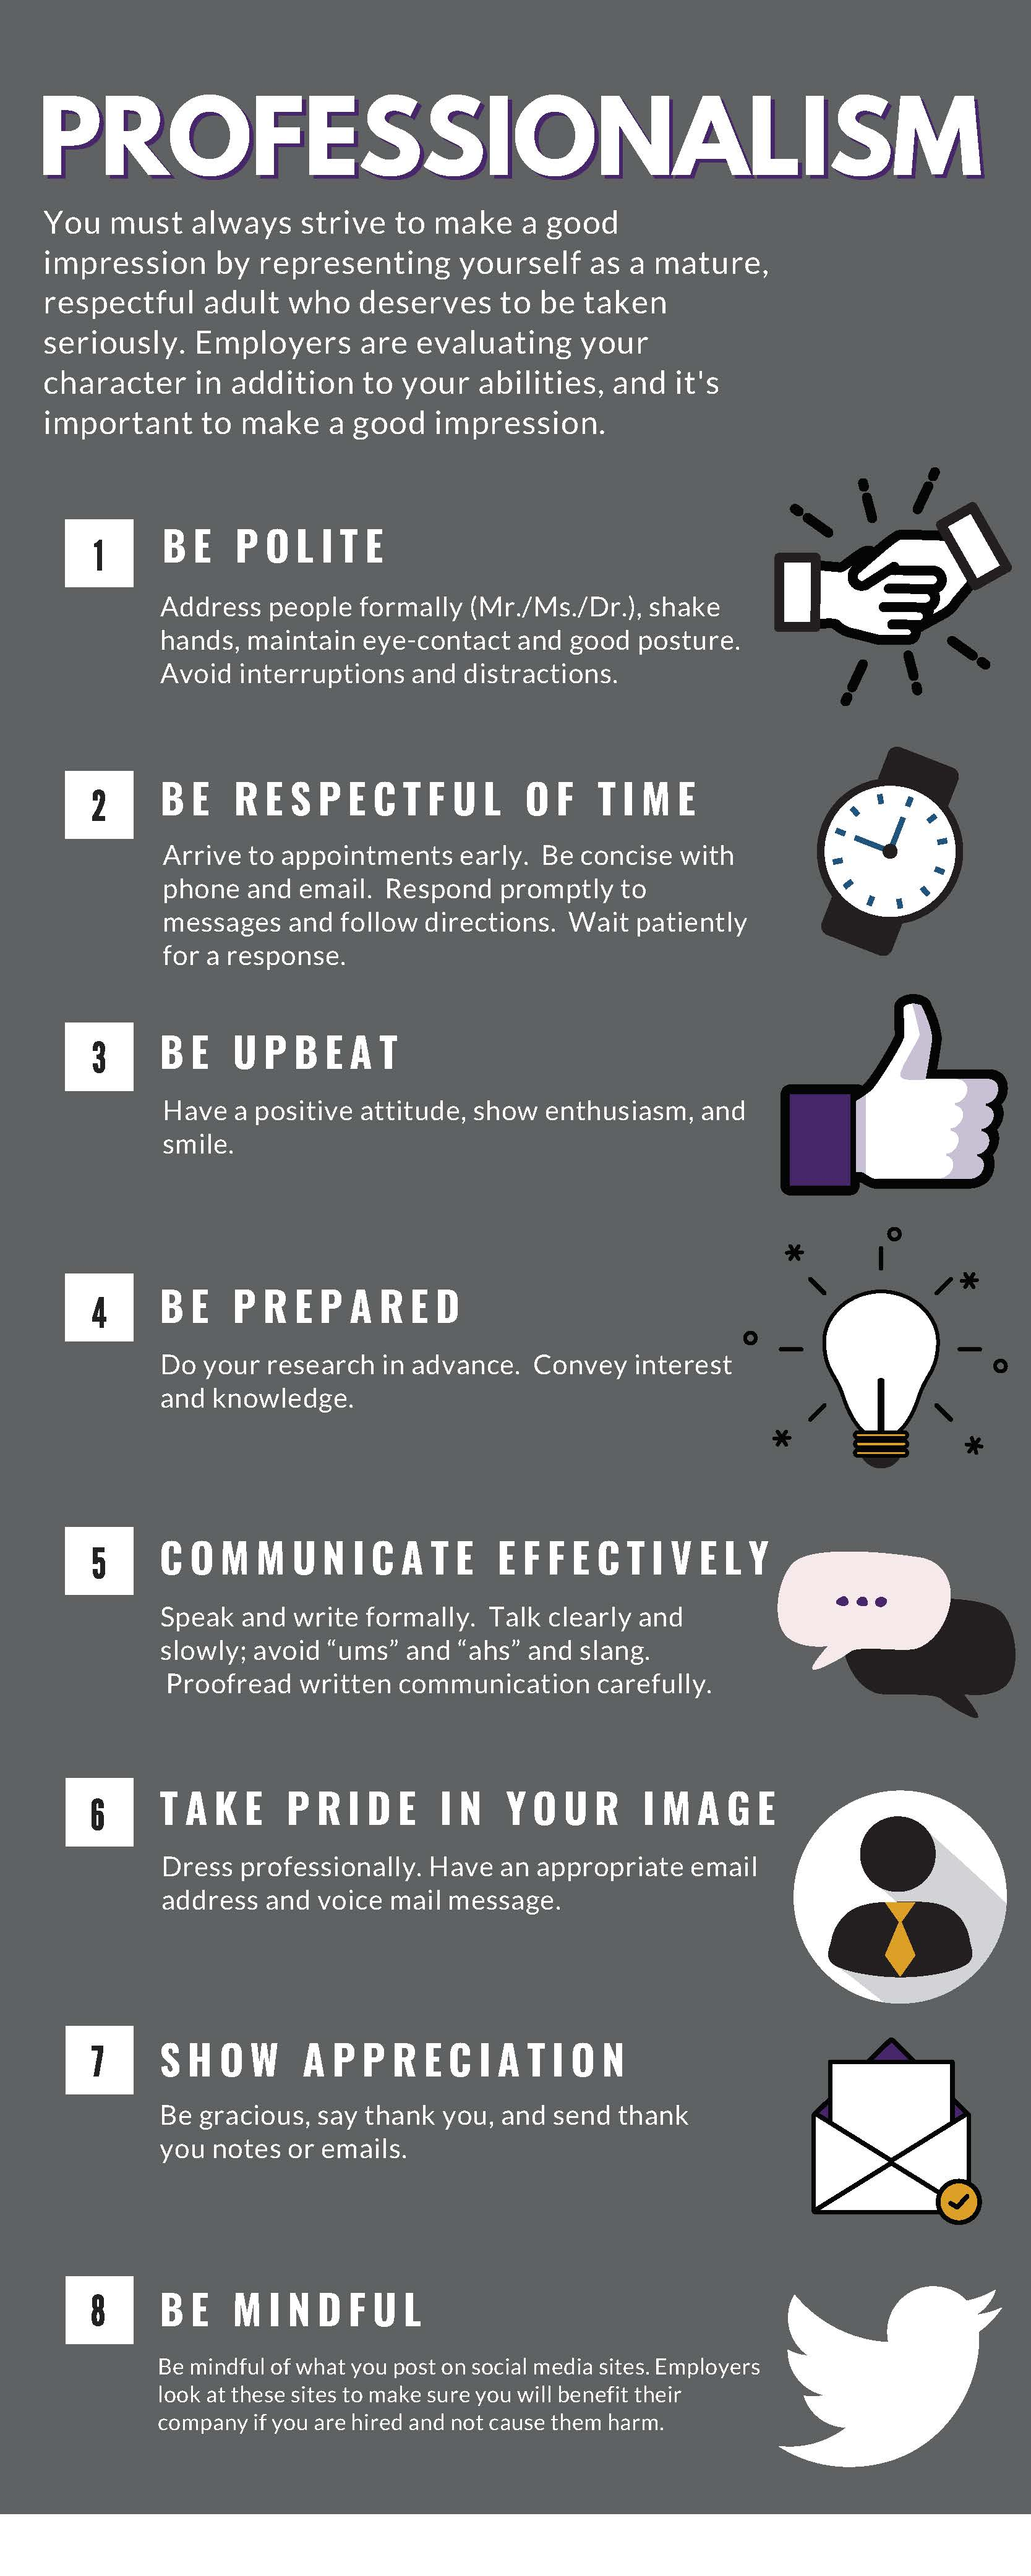 PROFESSIONALISM
You must always strive to make a good
impression by representing yourself as a mature,
respectful adult who deserves to be taken
seriously. Employers are evaluating your
character in addition to your abilities, and it's
important to make a good impression.
1
BE POLITE
Address people formally (Mr./Ms./Dr.), shake
hands, maintain eye-contact and good posture.
Avoid interruptions and distractions.
2
BE RESPECTFUL OF TIME
Arrive to appointments early. Be concise with
phone and email. Respond promptly to
messages and follow directions. Wait patiently
for a response.
3
BE UPBEAT
Have a positive attitude, show enthusiasm, and
smile.
4
BE PREPARED
Do your research in advance. Convey interest
and knowledge.
5
COMMUNICATE EFFECTIVELY
Speak and write formally. Talk clearly and
slowly; avoid “ums” and “ahs” and slang.
Proofread written communication carefully.
6
TAKE PRIDE IN YOUR IMAGE
Dress professionally. Have an appropriate email
address and voice mail message.
7
SHOW APPRECIATION
Be gracious, say thank you, and send thank
you notes or emails.
8
BE MINDFUL
Be mindful of what you post on social media sites. Employers
look at these sites to make sure you will benefit their
company if you are hired and not cause them harm.